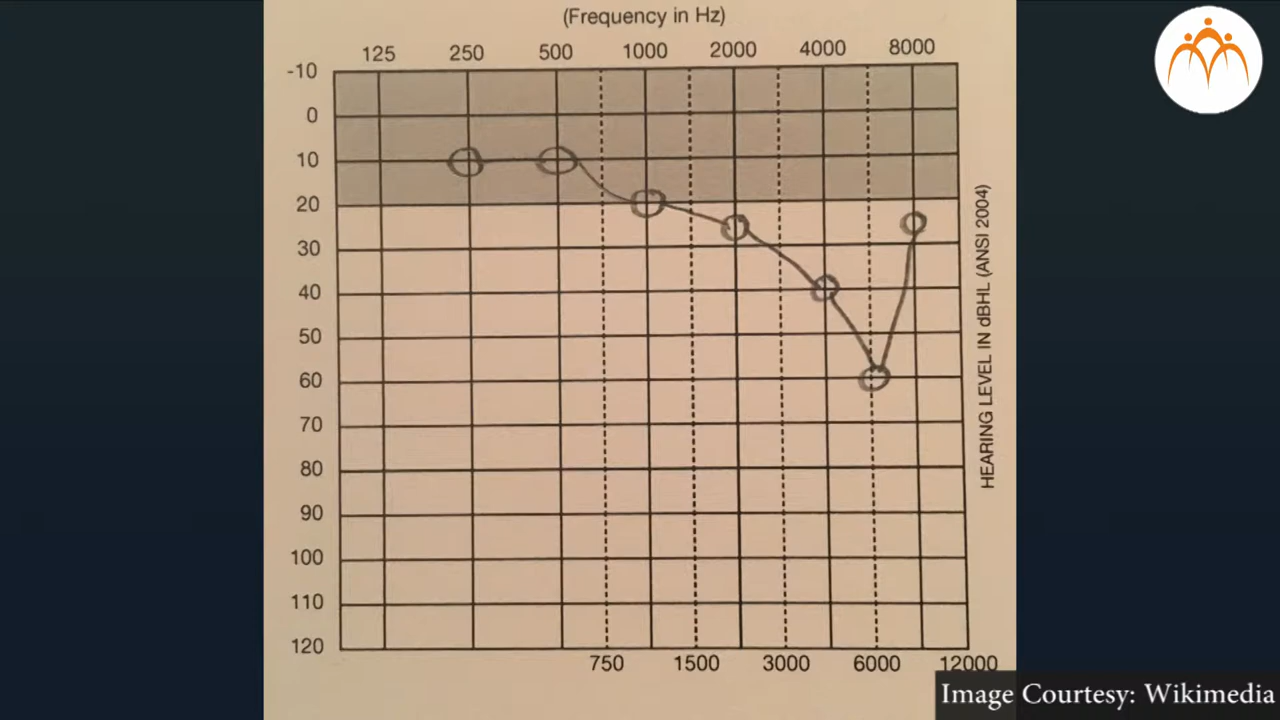 (Frequency in Hz)
125 250 500 1000 2000 4000 8000
-10
0
10
20
30
40
50
60
70
80
90
100
110
120
750 1500 3000 6000 12000
HEARING LEVEL IN dBHL (ANSI 2004)
Image Courtesy: Wikimedia